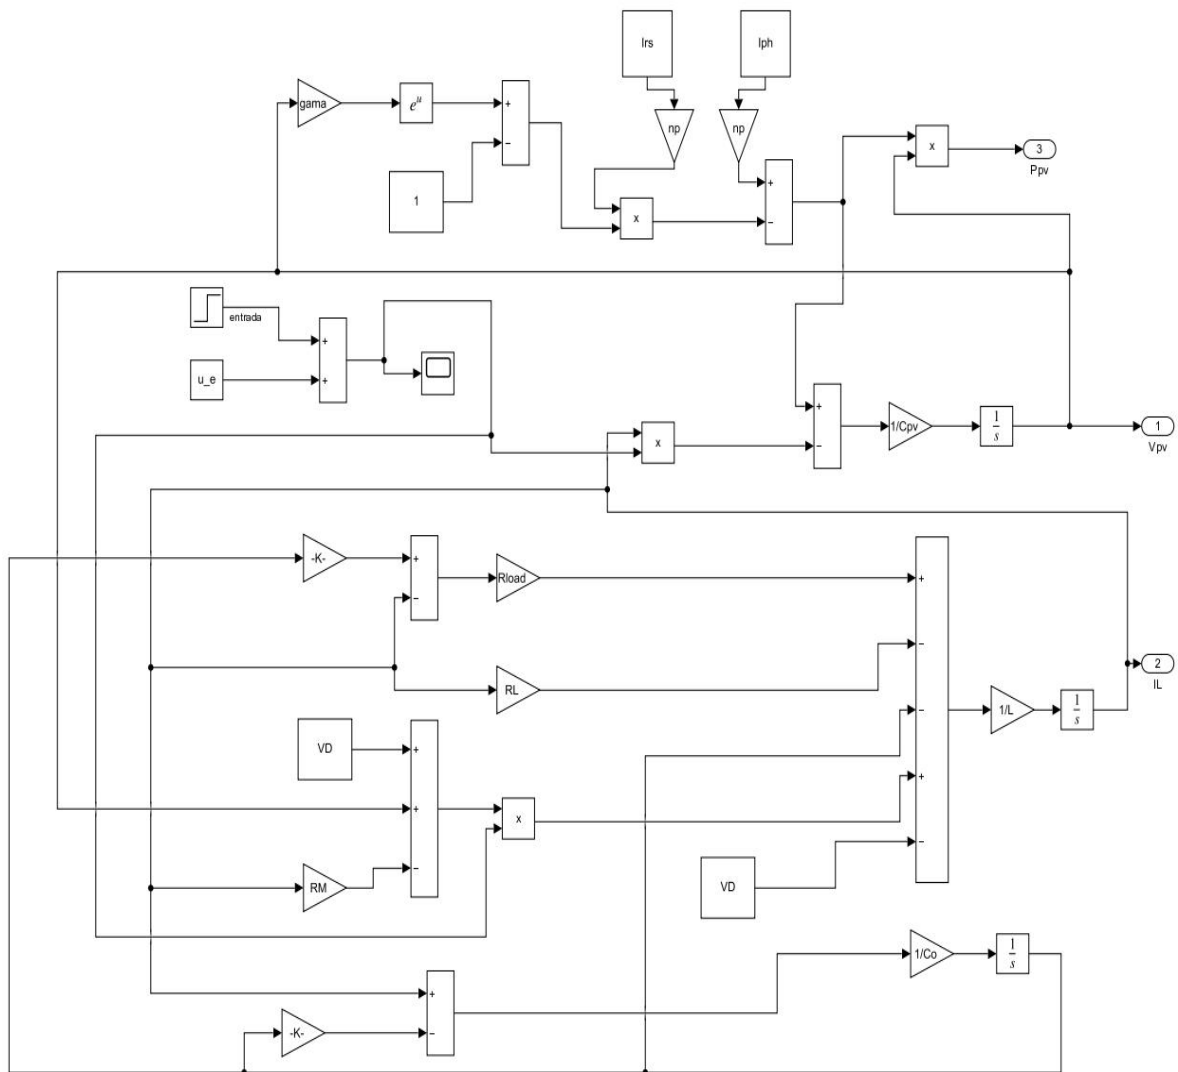 Irs
Iph
gama
e^u
+
−
np
np
1
x
+
−
x
x
3
Ppv
entrada
u_e
+
+
x
+
−
1/Cpv
1
s
1
Vpv
-K-
+
−
Rload
RL
+
−
−
+
−
1/L
1
s
2
IL
VD
+
+
−
x
RM
VD
1/Co
1
s
+
−
-K-